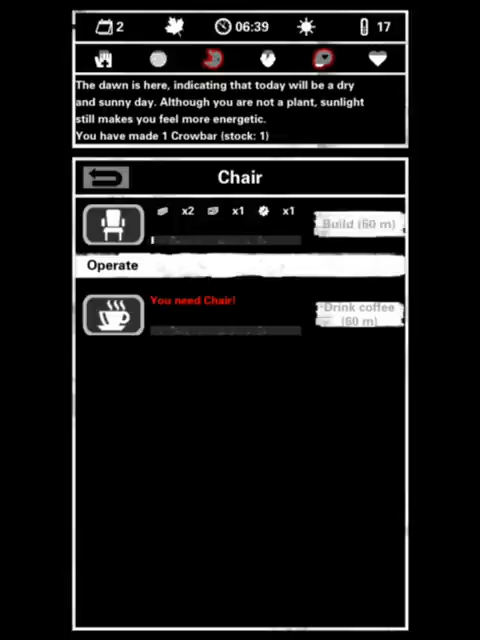 2 06:39 17
The dawn is here, indicating that today will be a dry
and sunny day. Although you are not a plant, sunlight
still makes you feel more energetic.
You have made 1 Crowbar (stock: 1)
Chair
x2 x1 x1
Build (60 m)
Operate
You need Chair!
Drink coffee
(60 m)